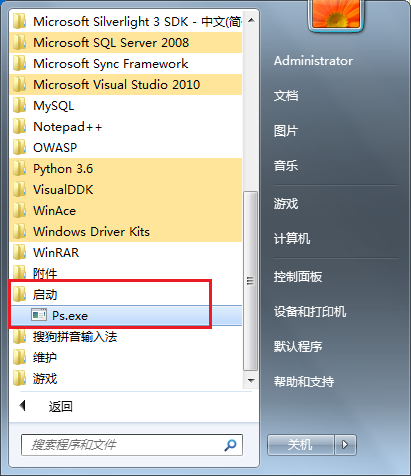 Microsoft Silverlight 3 SDK - 中文(简
Microsoft SQL Server 2008
Microsoft Sync Framework
Microsoft Visual Studio 2010
MySQL
Notepad++
OWASP
Python 3.6
VisualDDK
WinAce
Windows Driver Kits
WinRAR
附件
启动
Ps.exe
搜狗拼音输入法
维护
游戏
返回
搜索程序和文件
Administrator
文档
图片
音乐
游戏
计算机
控制面板
设备和打印机
默认程序
帮助和支持
关机